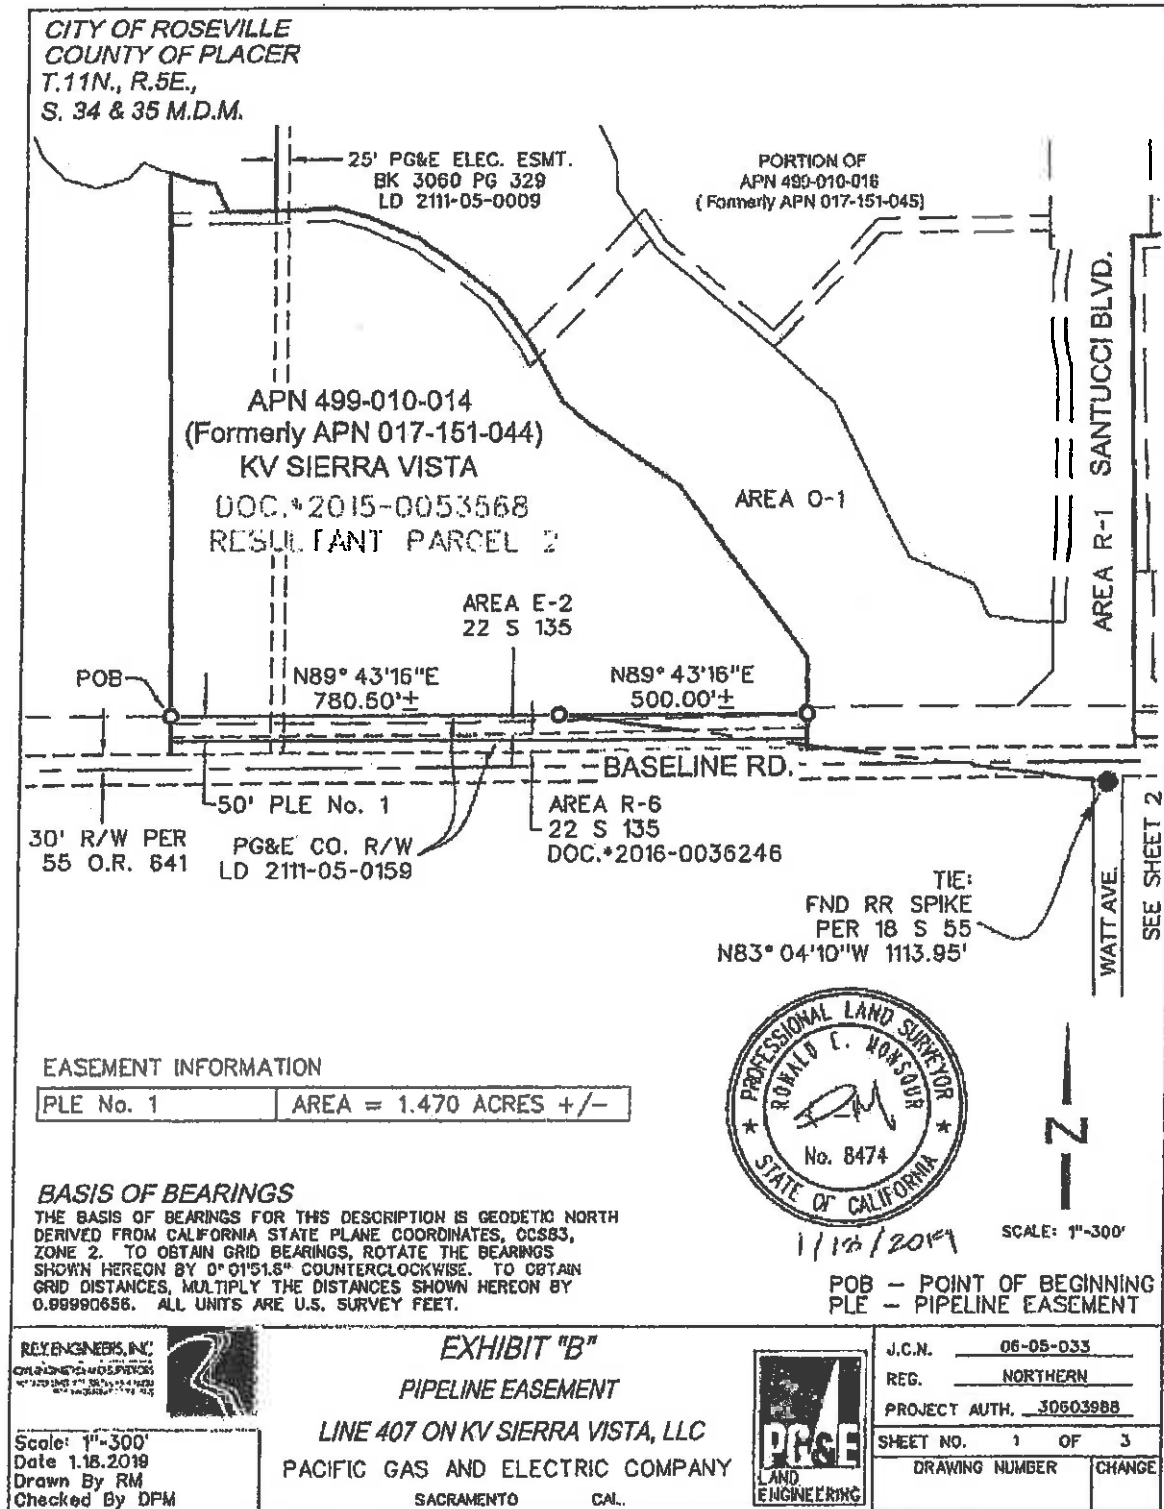 CITY OF ROSEVILLE
COUNTY OF PLACER
T.11N., R.5E.,
S. 34 & 35 M.D.M.
25' PG&E ELEC. ESMT.
BK 3060 PG 329
LD 2111-05-0009
PORTION OF
APN 499-010-016
( Formerly APN 017-151-045)
AREA R-1 SANTUCCI BLVD.
APN 499-010-014
(Formerly APN 017-151-044)
KV SIERRA VISTA
DOC.#2015-0053568
RESULTANT PARCEL 2
AREA O-1
AREA E-2
22 S 135
POB
N89° 43'16"E
780.50'±
N89° 43'16"E
500.00'±
BASELINE RD.
50' PLE No. 1
30' R/W PER
55 O.R. 641
PG&E CO. R/W
LD 2111-05-0159
AREA R-6
22 S 135
DOC.#2016-0036246
TIE:
FND RR SPIKE
PER 18 S 55
N83° 04'10"W 1113.95'
WATT AVE.
SEE SHEET 2
PROFESSIONAL LAND SURVEYOR
RONALD E. MONSOUR
No. 8474
STATE OF CALIFORNIA
1/18/2019
Z
SCALE: 1"-300'
EASEMENT INFORMATION
PLE No. 1 AREA = 1.470 ACRES +/-
BASIS OF BEARINGS
THE BASIS OF BEARINGS FOR THIS DESCRIPTION IS GEODETIC NORTH
DERIVED FROM CALIFORNIA STATE PLANE COORDINATES, CCS83,
ZONE 2. TO OBTAIN GRID BEARINGS, ROTATE THE BEARINGS
SHOWN HEREON BY 0°01'51.6" COUNTERCLOCKWISE. TO OBTAIN
GRID DISTANCES, MULTIPLY THE DISTANCES SHOWN HEREON BY
0.99990656. ALL UNITS ARE U.S. SURVEY FEET.
POB - POINT OF BEGINNING
PLE - PIPELINE EASEMENT
REY ENGINEERS, INC.
Scale: 1"-300'
Date 1.18.2019
Drawn By RM
Checked By DPM
EXHIBIT "B"
PIPELINE EASEMENT
LINE 407 ON KV SIERRA VISTA, LLC
PACIFIC GAS AND ELECTRIC COMPANY
SACRAMENTO CAL.
PG&E
LAND
ENGINEERING
J.C.N. 06-05-033
REG. NORTHERN
PROJECT AUTH. 30603988
SHEET NO. 1 OF 3
DRAWING NUMBER CHANGE